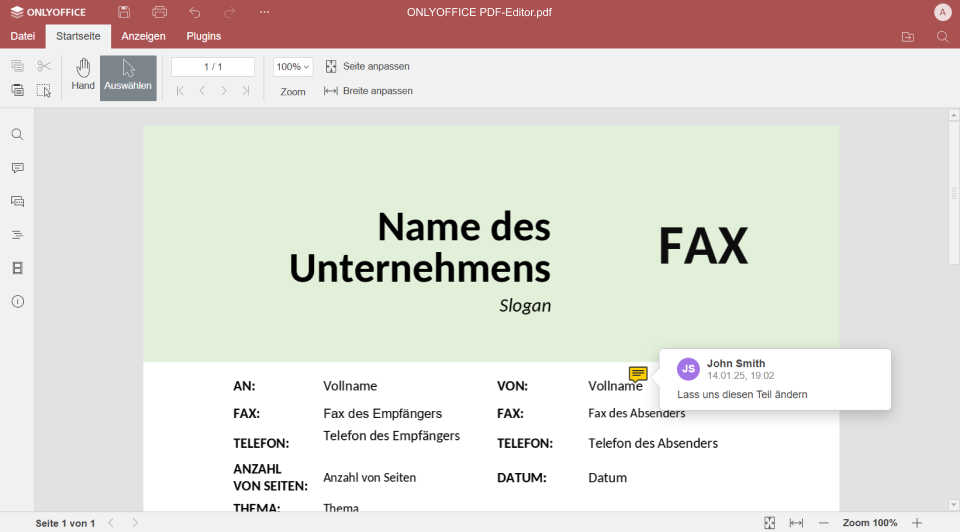 ONLYOFFICE
ONLYOFFICE PDF-Editor.pdf
A
Datei
Startseite
Anzeigen
Plugins
Hand
Auswählen
1 / 1
100%
Zoom
Seite anpassen
Breite anpassen
Name des
Unternehmens
Slogan
FAX
AN: Vollname VON: Vollname
FAX: Fax des Empfängers FAX: Fax des Absenders
TELEFON: Telefon des Empfängers TELEFON: Telefon des Absenders
ANZAHL
VON SEITEN: Anzahl von Seiten DATUM: Datum
THEMA: Thema
JS
John Smith
14.01.25, 19:02
Lass uns diesen Teil ändern
Seite 1 von 1
Zoom 100%